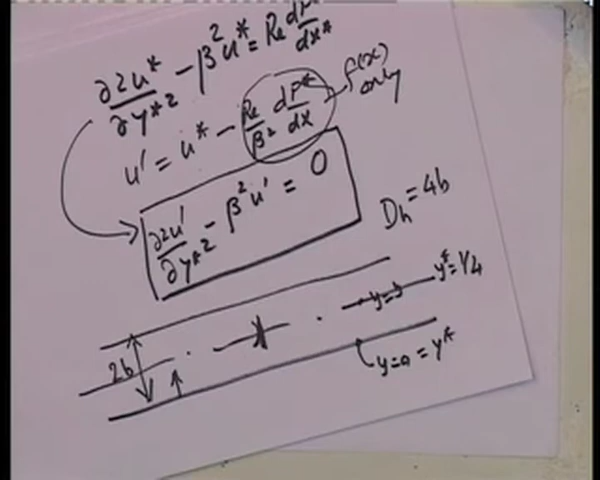 ∂2u*/∂y*2 - β²u* = Re dp*/dx*
u' = u* - Re/β² dp*/dx f(x) only
∂2u'/∂y*2 - β²u' = 0
Dh = 4b
y* = 1/4
y = b
2b
y = 0 = y*